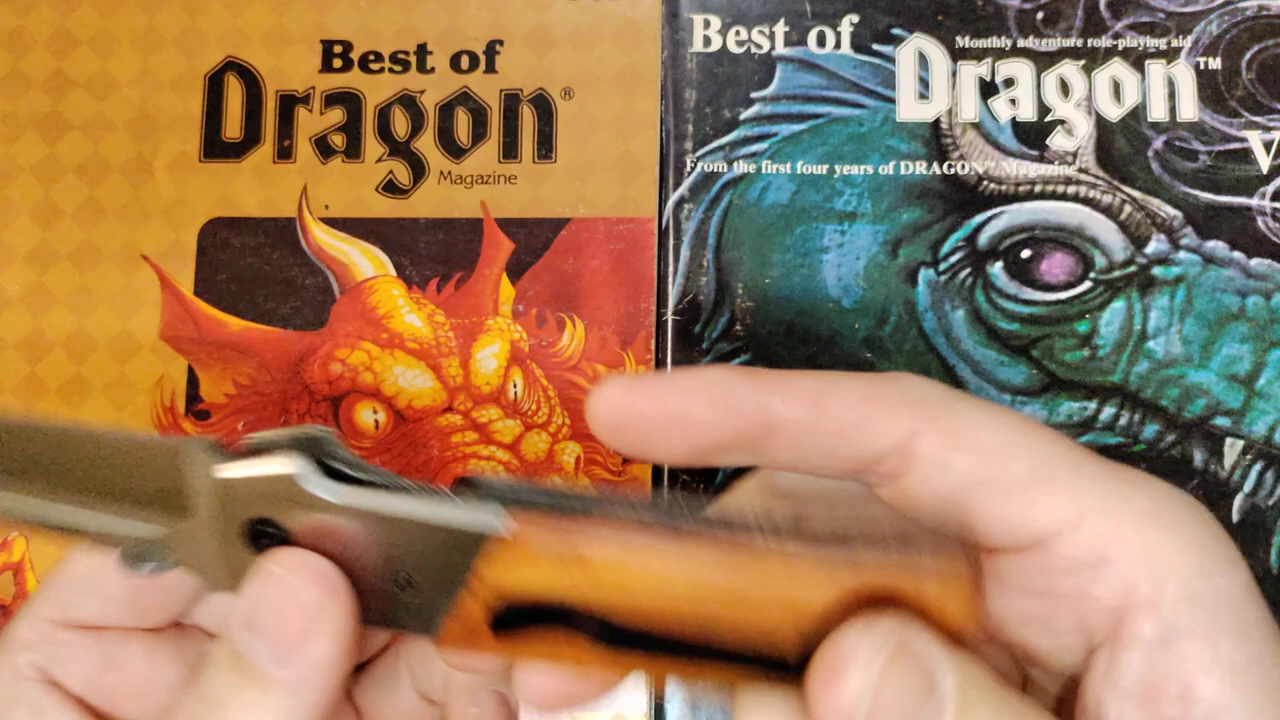 Best of
Dragon®
Magazine
Best of
Monthly adventure role-playing aid
Dragon™
From the first four years of DRAGON™ Magazine
V